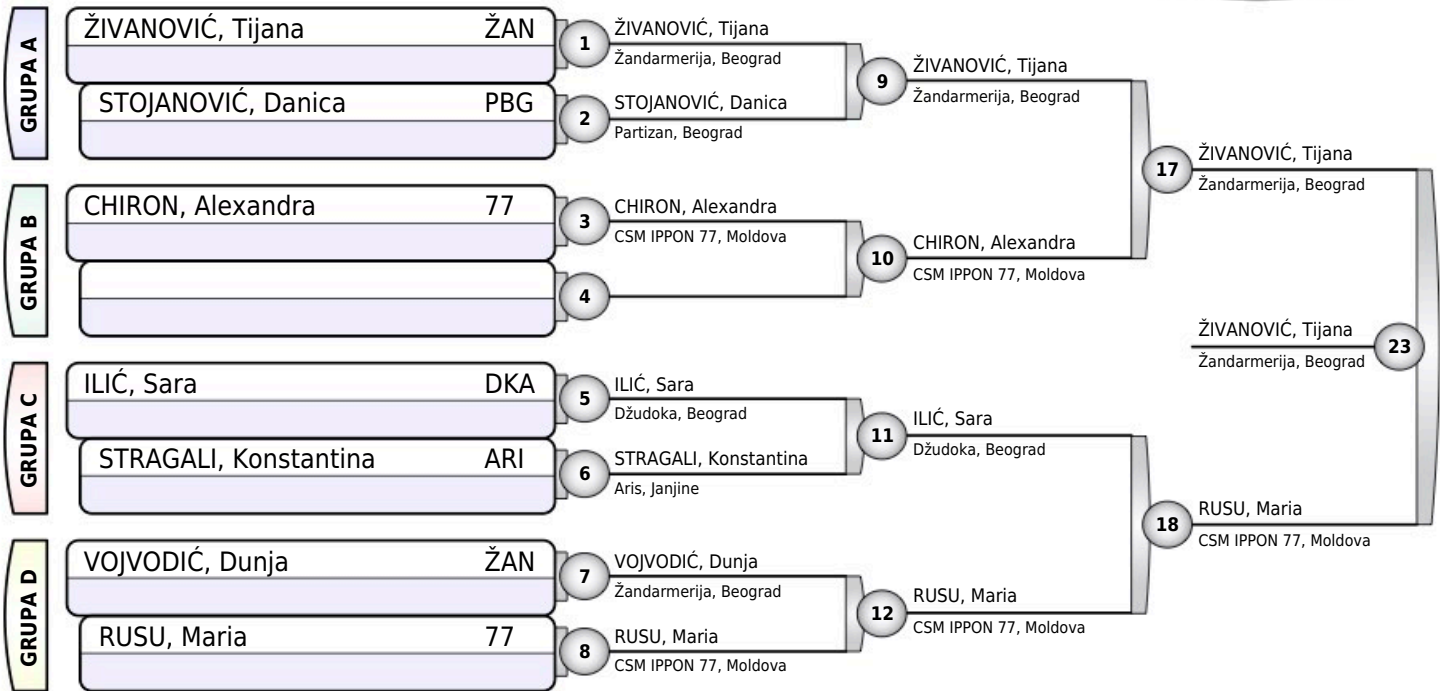 GRUPA A
ŽIVANOVIĆ, Tijana ŽAN
STOJANOVIĆ, Danica PBG
GRUPA B
CHIRON, Alexandra 77
GRUPA C
ILIĆ, Sara DKA
STRAGALI, Konstantina ARI
GRUPA D
VOJVODIĆ, Dunja ŽAN
RUSU, Maria 77
1
ŽIVANOVIĆ, Tijana
Žandarmerija, Beograd
2
STOJANOVIĆ, Danica
Partizan, Beograd
3
CHIRON, Alexandra
CSM IPPON 77, Moldova
4
5
ILIĆ, Sara
Džudoka, Beograd
6
STRAGALI, Konstantina
Aris, Janjine
7
VOJVODIĆ, Dunja
Žandarmerija, Beograd
8
RUSU, Maria
CSM IPPON 77, Moldova
9
ŽIVANOVIĆ, Tijana
Žandarmerija, Beograd
10
CHIRON, Alexandra
CSM IPPON 77, Moldova
11
ILIĆ, Sara
Džudoka, Beograd
12
RUSU, Maria
CSM IPPON 77, Moldova
17
ŽIVANOVIĆ, Tijana
Žandarmerija, Beograd
18
RUSU, Maria
CSM IPPON 77, Moldova
ŽIVANOVIĆ, Tijana
Žandarmerija, Beograd
23